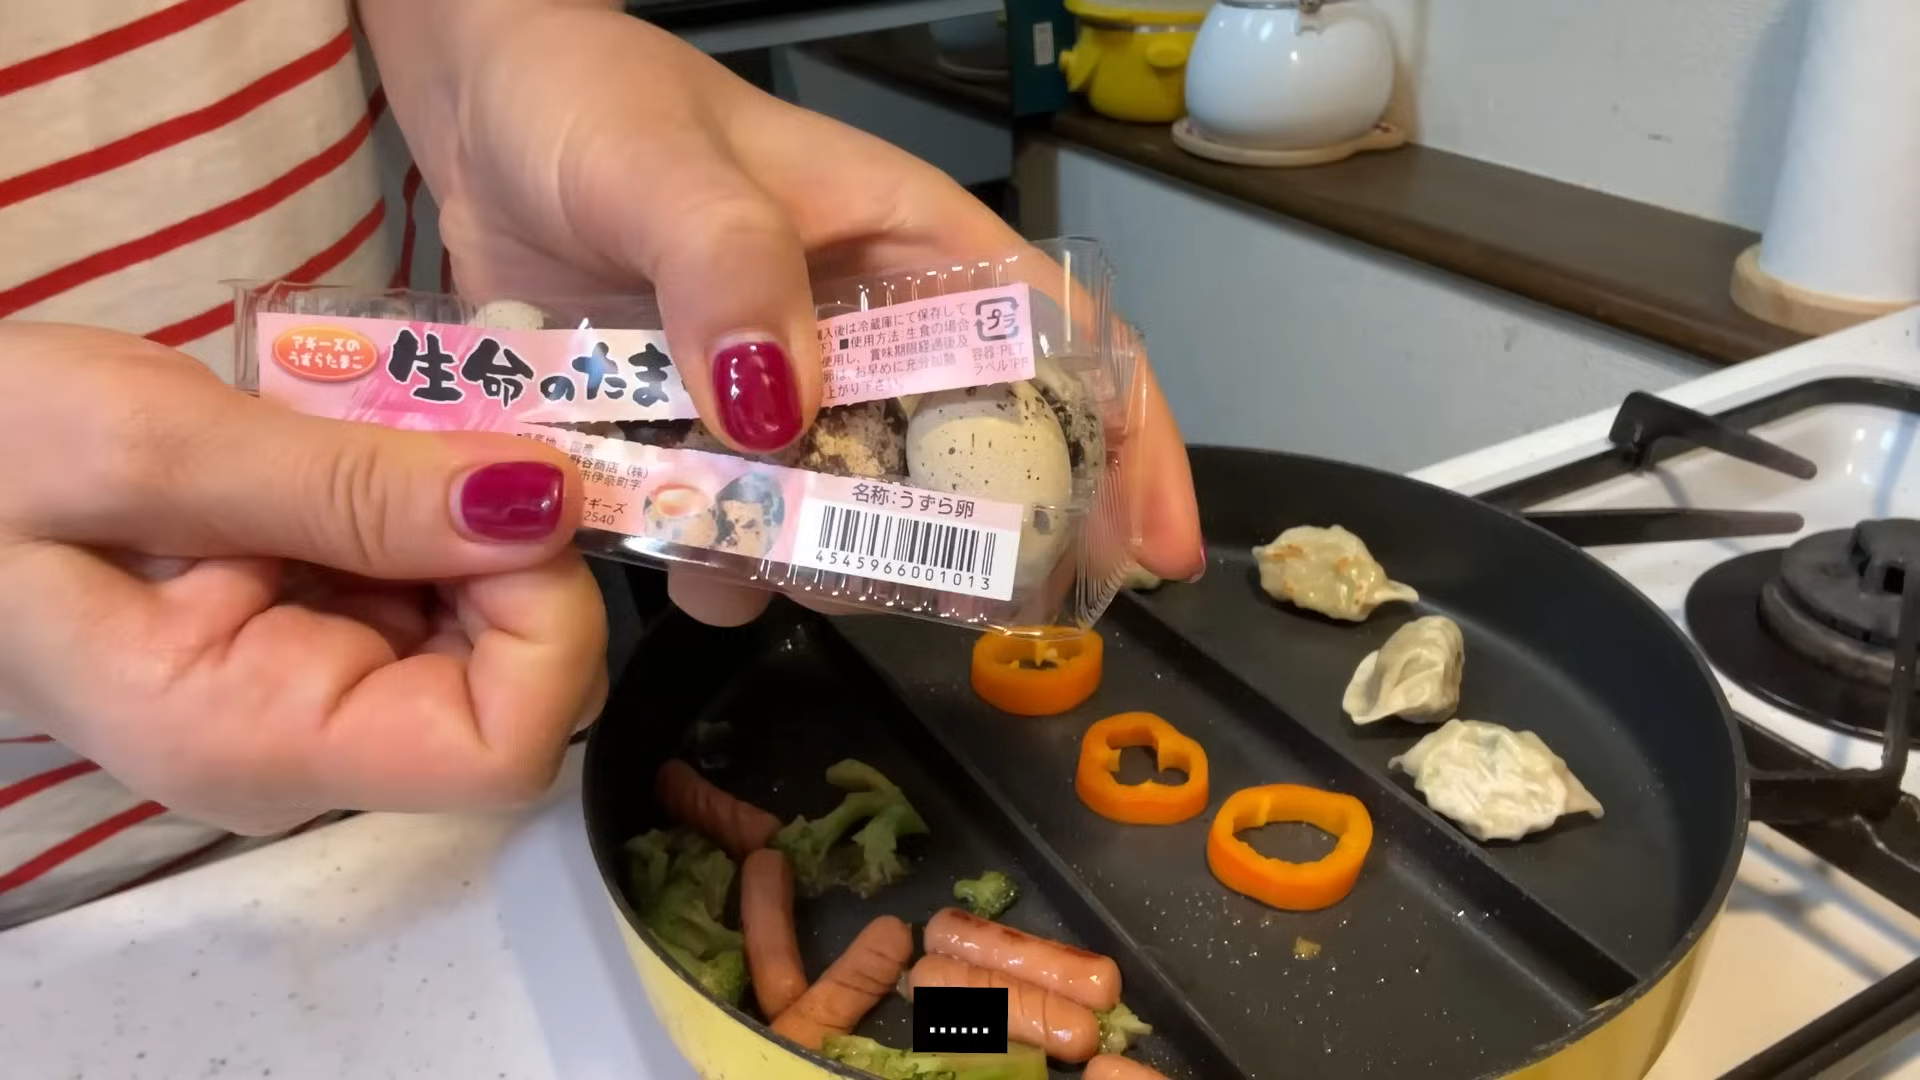 アギーズの
うずらたまご
生命のたま
購入後は冷蔵庫にて保存して
下)。■使用方法:生食の場合
使用し、賞味期限経過後及
卵は、お早めに充分加熱
上がり下さい。
プラ
容器:PET
ラベル:PP
産地:国産
野谷商店(株)
市伊奈町字
アギーズ
2540
名称:うずら卵
4545966001013
......